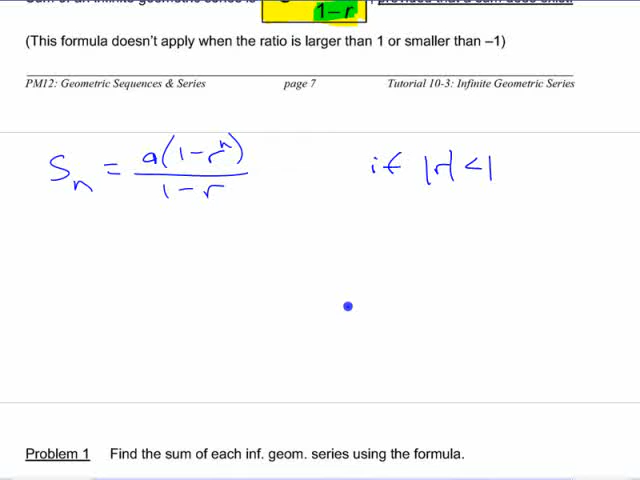 1–r
(This formula doesn't apply when the ratio is larger than 1 or smaller than –1)
PM12: Geometric Sequences & Series page 7 Tutorial 10-3: Infinite Geometric Series
Sₙ = a(1-rⁿ) / 1-r if |r|<1
Problem 1 Find the sum of each inf. geom. series using the formula.